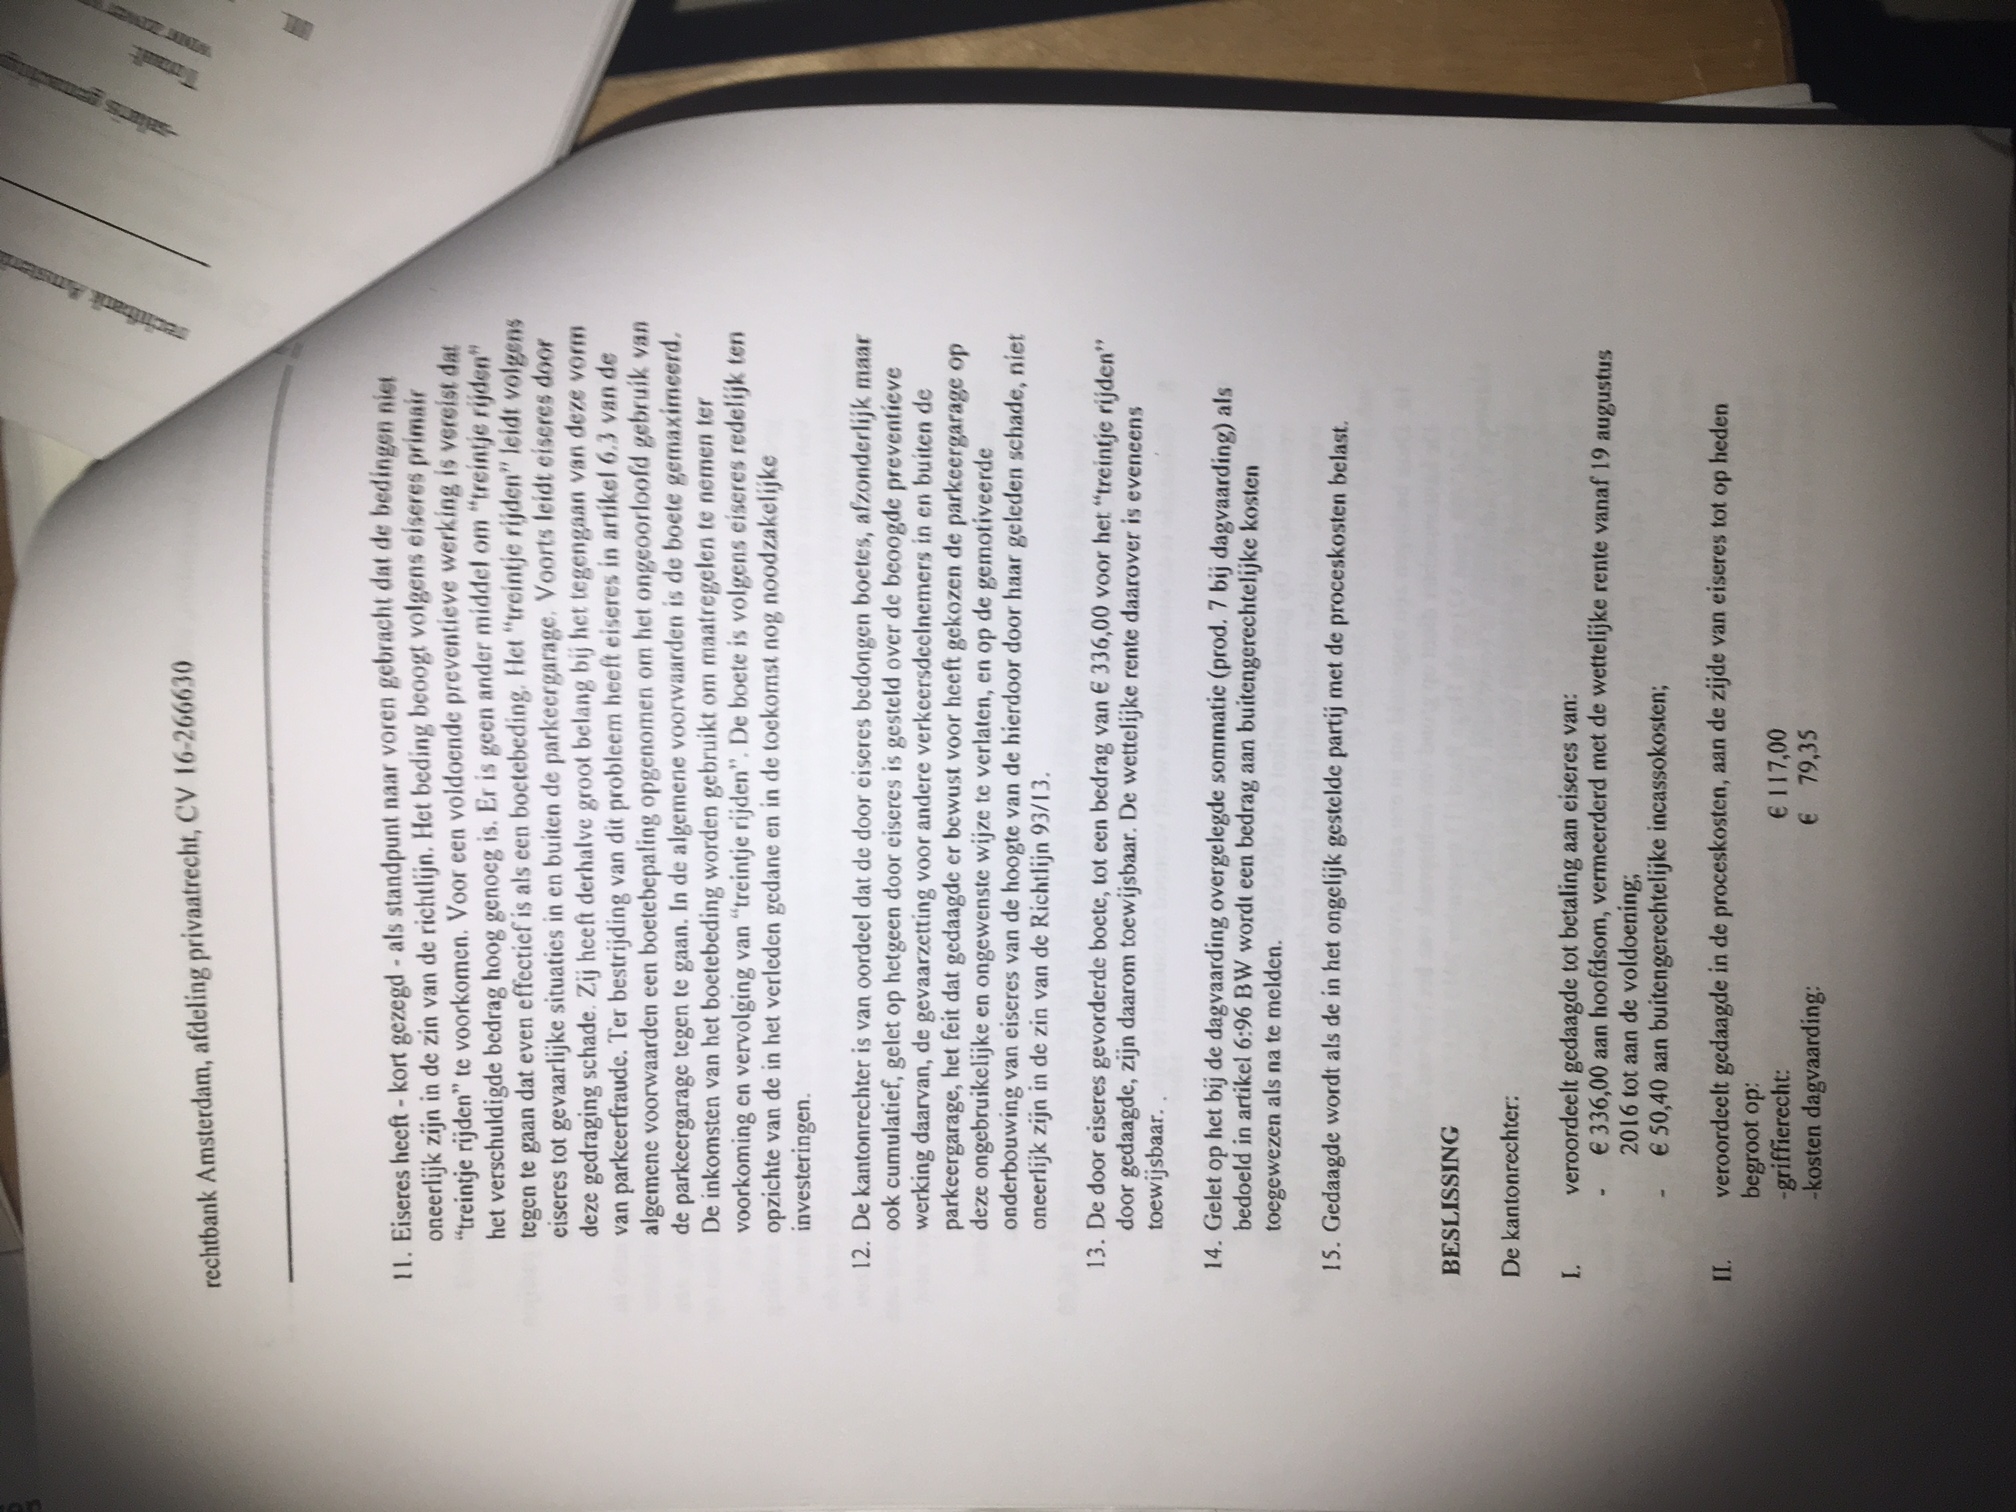 rechtbank Amsterdam, afdeling privaatrecht, CV 16-266630
11. Eiseres heeft - kort gezegd - als standpunt naar voren gebracht dat de bedingen niet
oneerlijk zijn in de zin van de richtlijn. Het beding beoogt volgens eiseres primair
“treintje rijden” te voorkomen. Voor een voldoende preventieve werking is vereist dat
het verschuldigde bedrag hoog genoeg is. Er is geen ander middel om “treintje rijden”
tegen te gaan dat even effectief is als een boetebeding. Het “treintje rijden” leidt volgens
eiseres tot gevaarlijke situaties in en buiten de parkeergarage. Voorts leidt eiseres door
deze gedraging schade. Zij heeft derhalve groot belang bij het tegengaan van deze vorm
van parkeerfraude. Ter bestrijding van dit probleem heeft eiseres in artikel 6.3 van de
algemene voorwaarden een boetebepaling opgenomen om het ongeoorloofd gebruik van
de parkeergarage tegen te gaan. In de algemene voorwaarden is de boete gemaximeerd.
De inkomsten van het boetebeding worden gebruikt om maatregelen te nemen ter
voorkoming en vervolging van “treintje rijden”. De boete is volgens eiseres redelijk ten
opzichte van de in het verleden gedane en in de toekomst nog noodzakelijke
investeringen.
12. De kantonrechter is van oordeel dat de door eiseres bedongen boetes, afzonderlijk maar
ook cumulatief, gelet op hetgeen door eiseres is gesteld over de beoogde preventieve
werking daarvan, de gevaarzetting voor andere verkeersdeelnemers in en buiten de
parkeergarage, het feit dat gedaagde er bewust voor heeft gekozen de parkeergarage op
deze ongebruikelijke en ongewenste wijze te verlaten, en op de gemotiveerde
onderbouwing van eiseres van de hoogte van de hierdoor door haar geleden schade, niet
oneerlijk zijn in de zin van de Richtlijn 93/13.
13. De door eiseres gevorderde boete, tot een bedrag van € 336,00 voor het “treintje rijden”
door gedaagde, zijn daarom toewijsbaar. De wettelijke rente daarover is eveneens
toewijsbaar. .
14. Gelet op het bij de dagvaarding overgelegde sommatie (prod. 7 bij dagvaarding) als
bedoeld in artikel 6:96 BW wordt een bedrag aan buitengerechtelijke kosten
toegewezen als na te melden.
15. Gedaagde wordt als de in het ongelijk gestelde partij met de proceskosten belast.
BESLISSING
De kantonrechter:
I. veroordeelt gedaagde tot betaling aan eiseres van:
- € 336,00 aan hoofdsom, vermeerderd met de wettelijke rente vanaf 19 augustus
2016 tot aan de voldoening;
- € 50,40 aan buitengerechtelijke incassokosten;
II. veroordeelt gedaagde in de proceskosten, aan de zijde van eiseres tot op heden
begroot op:
-griffierecht: € 117,00
-kosten dagvaarding: € 79,35
rechtbank
salaris
Totaal